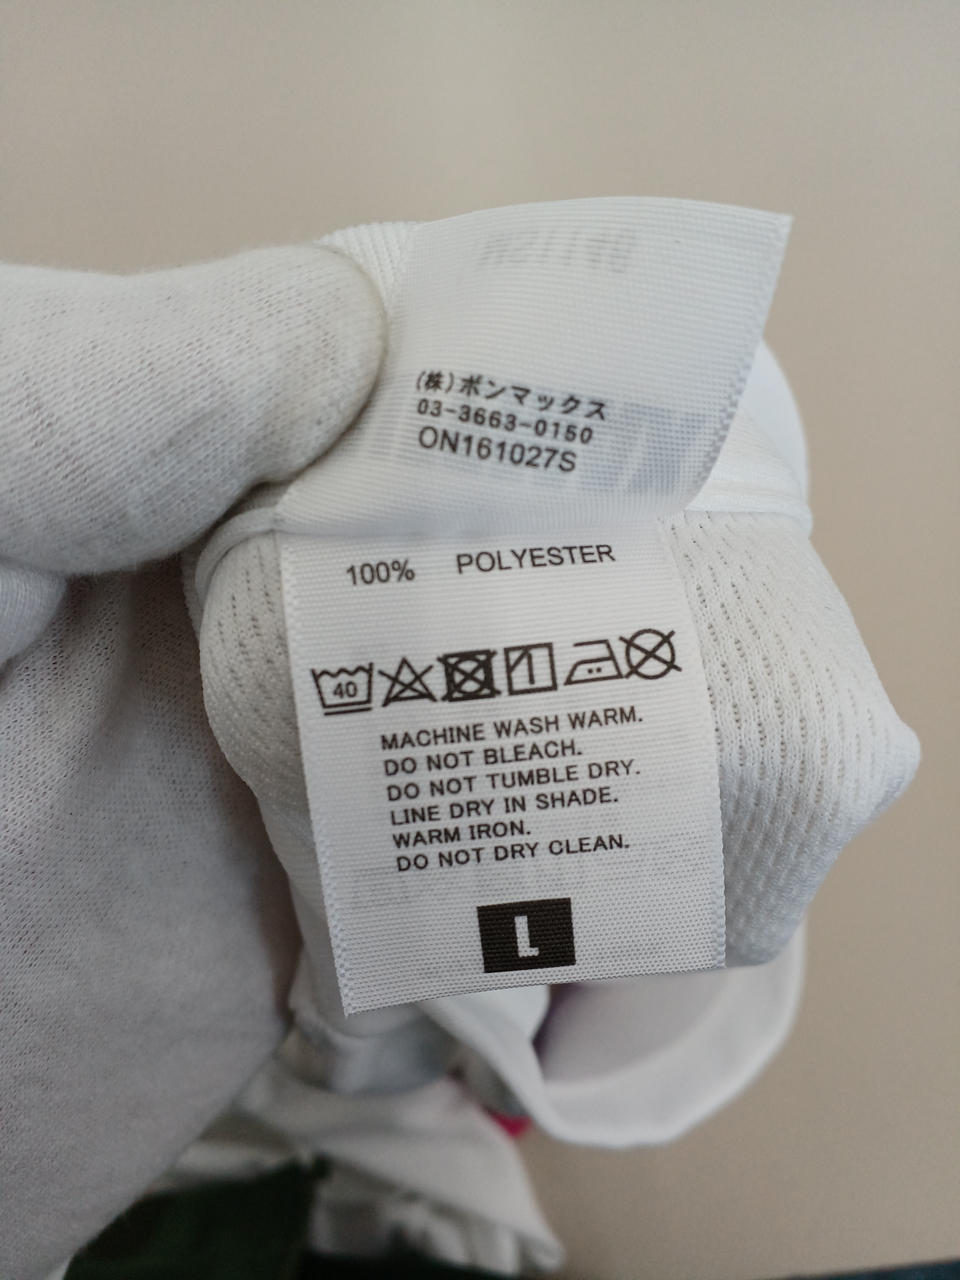 (株)ボンマックス
03-3663-0150
ON161027S
100% POLYESTER
40
MACHINE WASH WARM.
DO NOT BLEACH.
DO NOT TUMBLE DRY.
LINE DRY IN SHADE.
WARM IRON.
DO NOT DRY CLEAN.
L